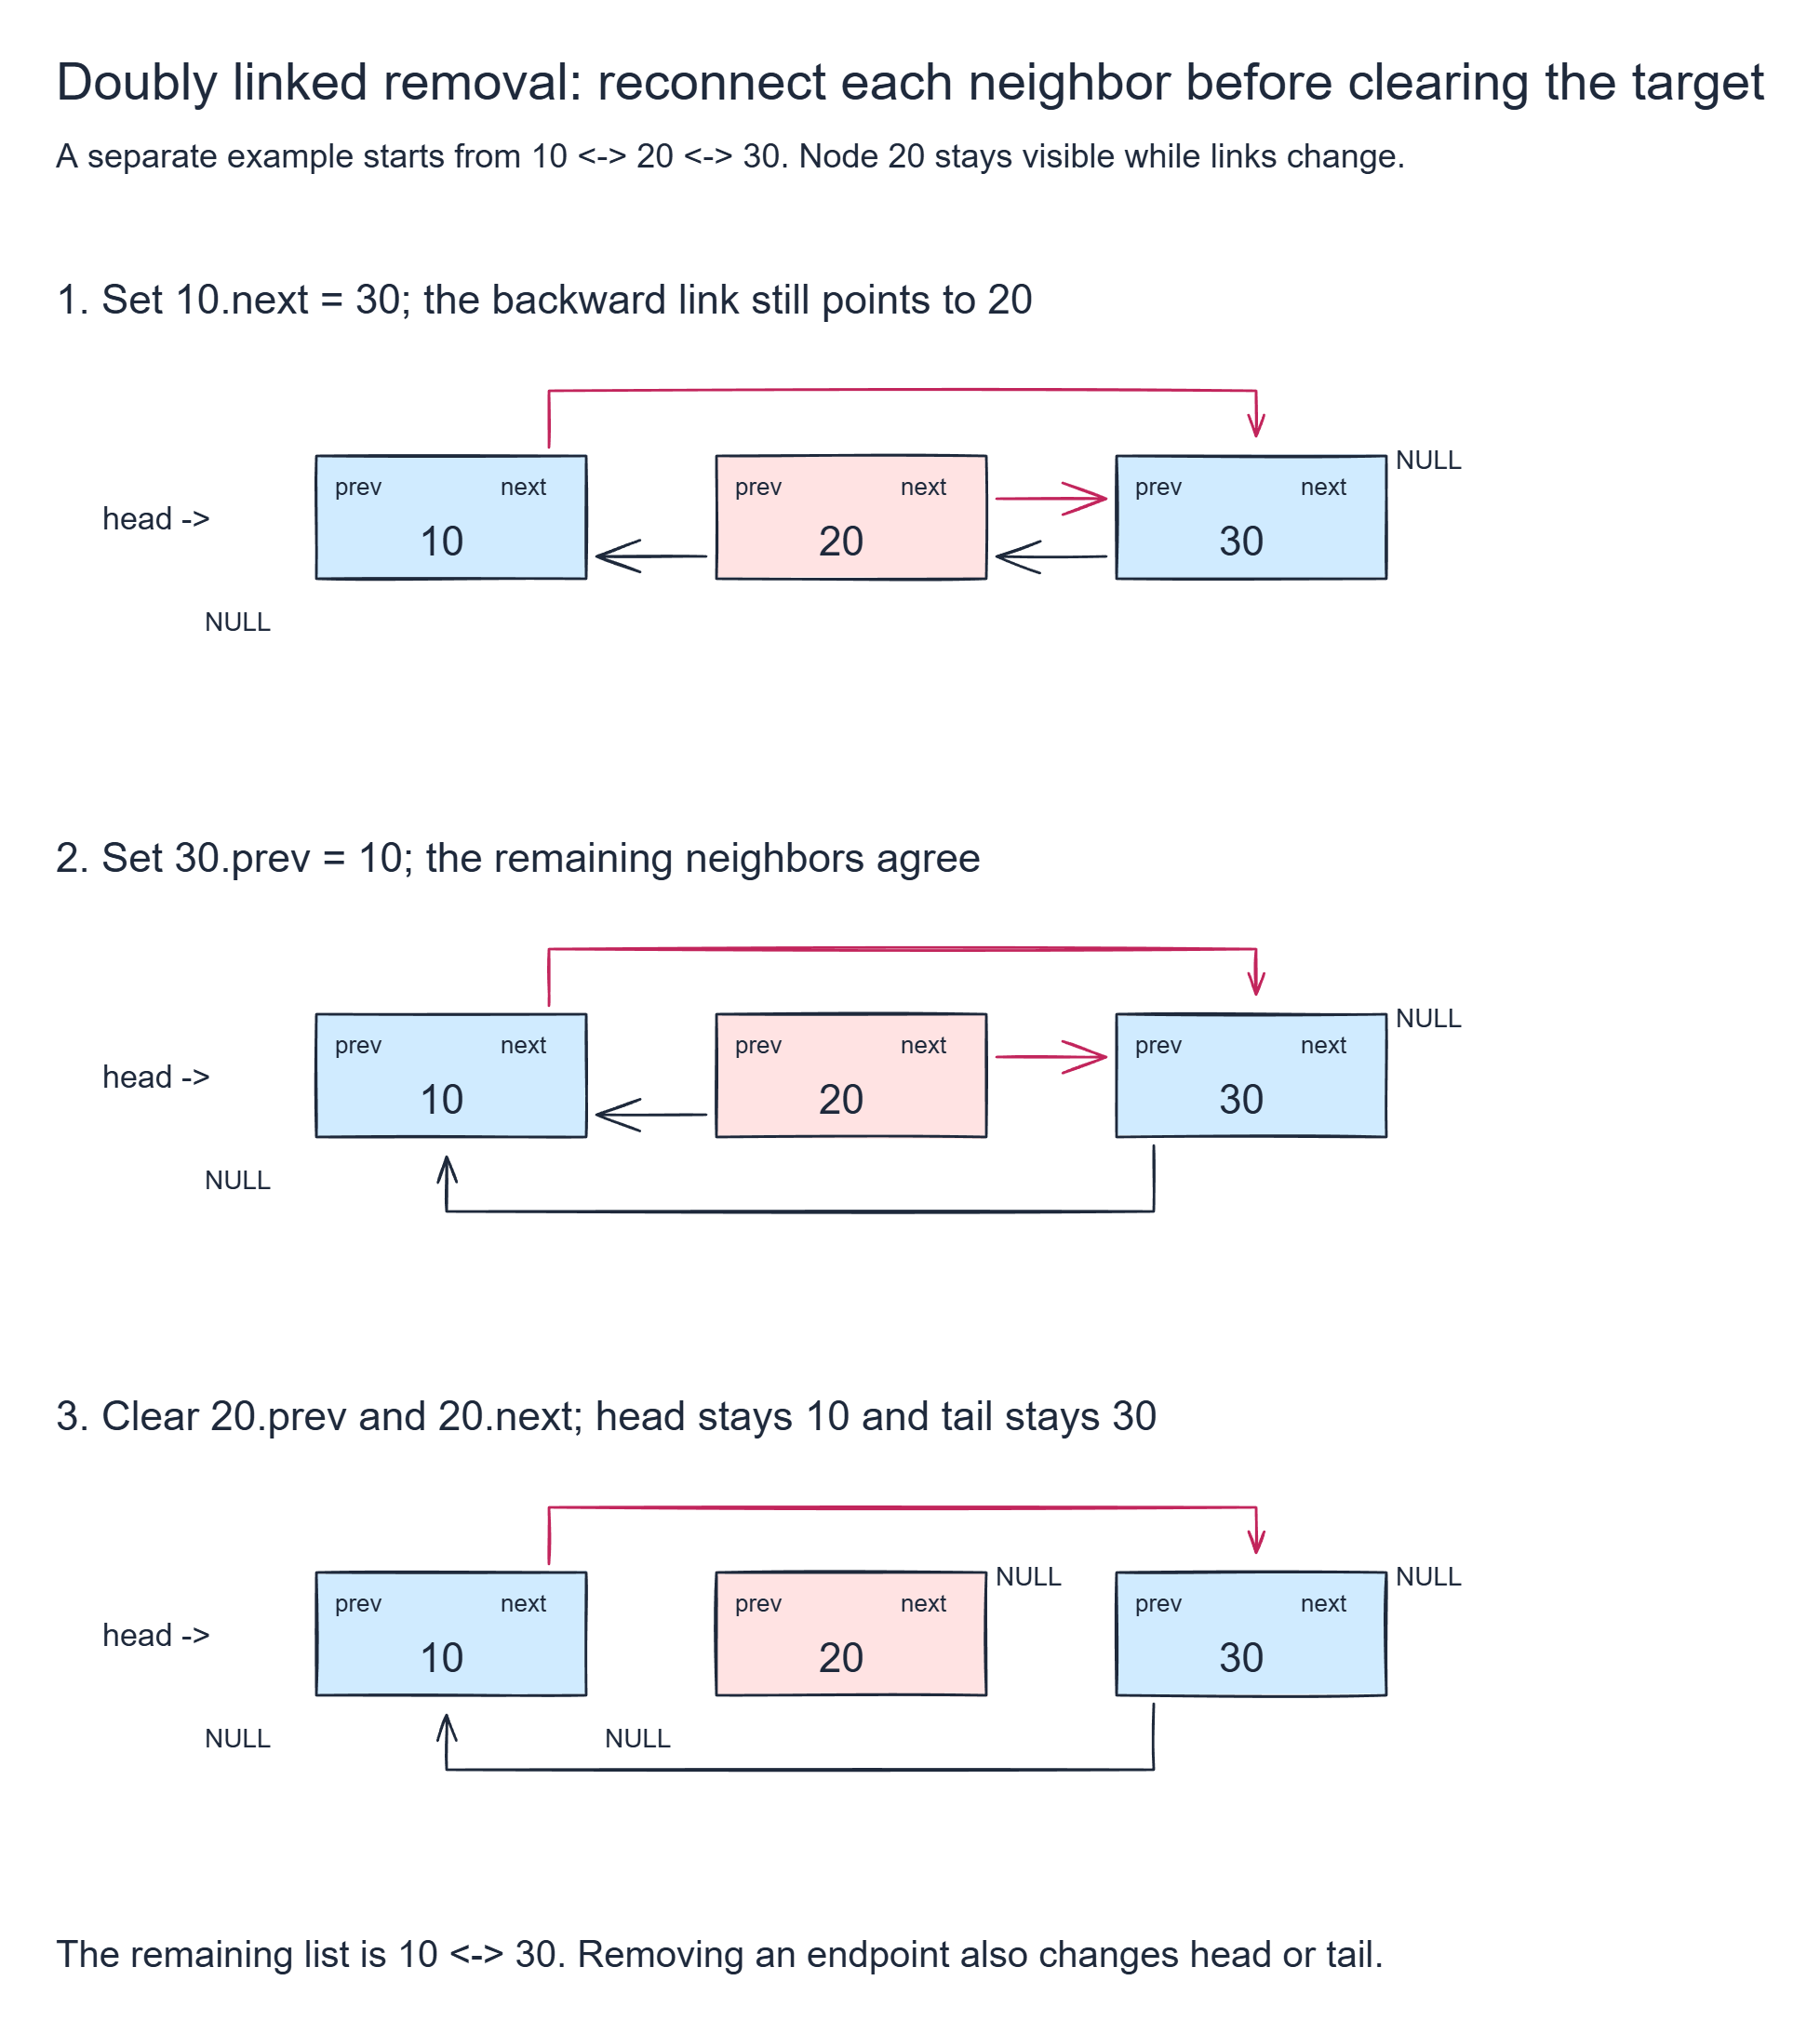 Doubly linked removal: reconnect each neighbor before clearing the target
A separate example starts from 10 <-> 20 <-> 30. Node 20 stays visible while links change.
1. Set 10.next = 30; the backward link still points to 20
NULL
prev next prev next prev next
head ->
10 20 30
NULL
2. Set 30.prev = 10; the remaining neighbors agree
NULL
prev next prev next prev next
head ->
10 20 30
NULL
3. Clear 20.prev and 20.next; head stays 10 and tail stays 30
NULL NULL
prev next prev next prev next
head ->
10 20 30
NULL NULL
The remaining list is 10 <-> 30. Removing an endpoint also changes head or tail.